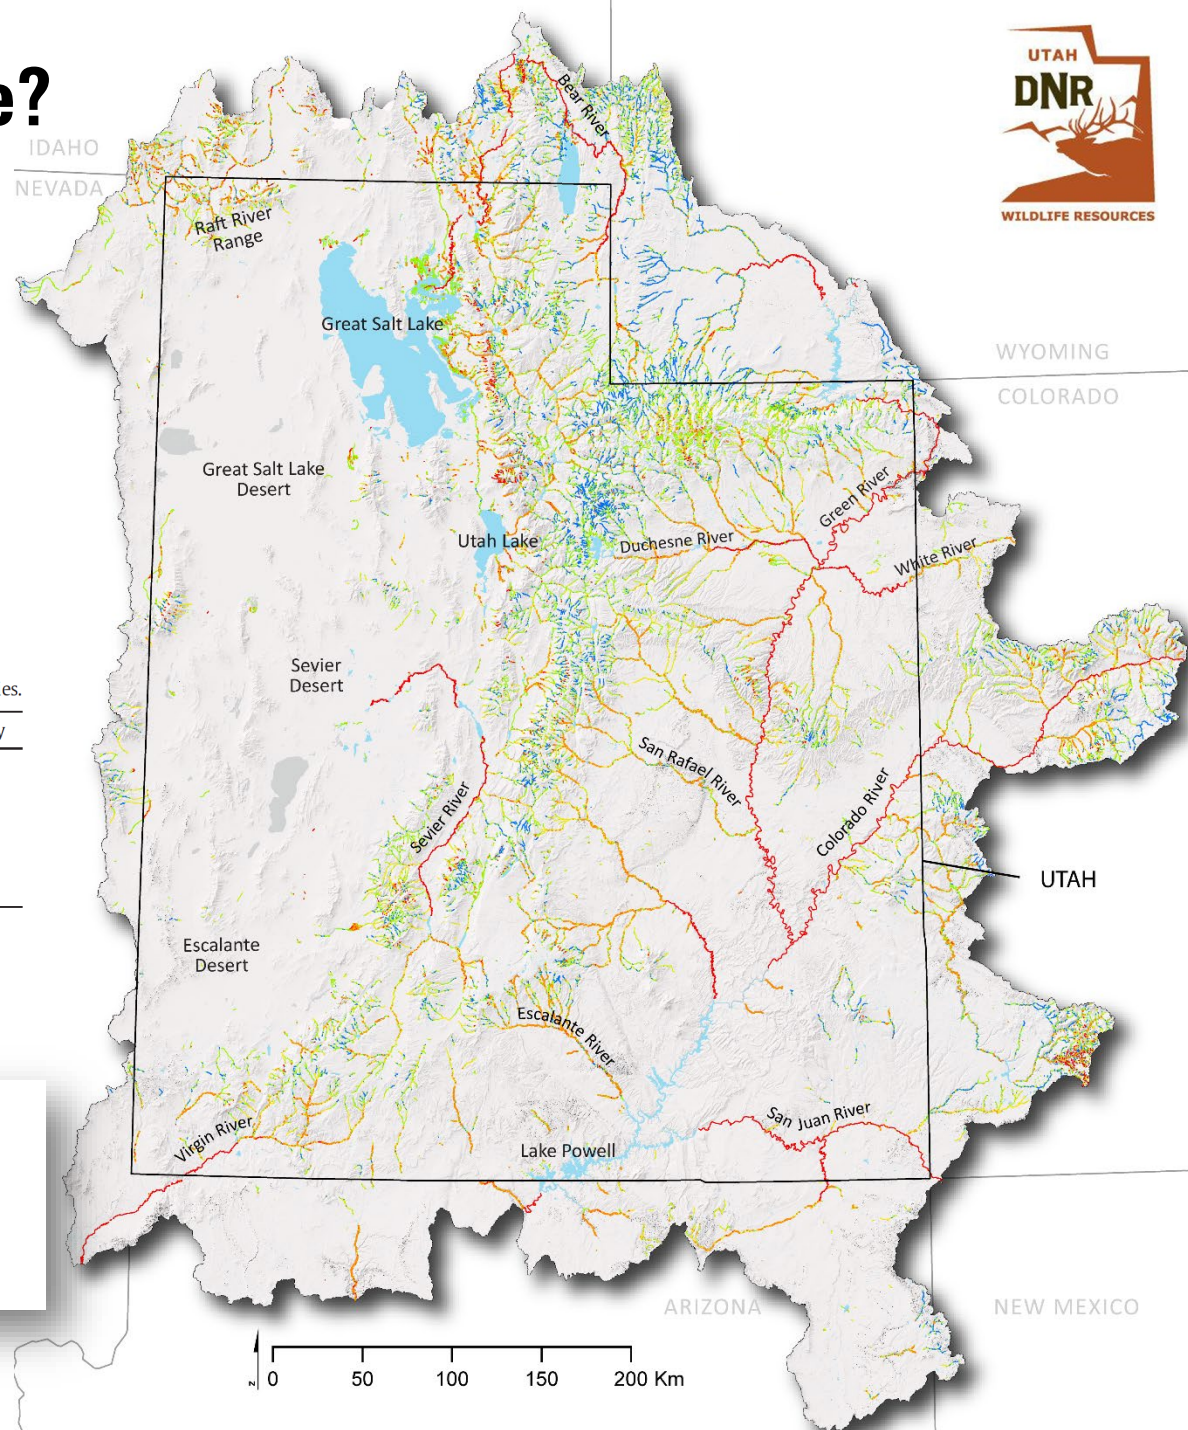 e?
UTAH
DNR
WILDLIFE RESOURCES
IDAHO
NEVADA
Bear River
Raft River
Range
Great Salt Lake
WYOMING
COLORADO
Great Salt Lake
Desert
Green River
Utah Lake
Duchesne River
White River
Sevier
Desert
es.
y
San Rafael River
Sevier River
Colorado River
UTAH
Escalante
Desert
Escalante River
Virgin River
San Juan River
Lake Powell
ARIZONA
NEW MEXICO
N
0 50 100 150 200 Km